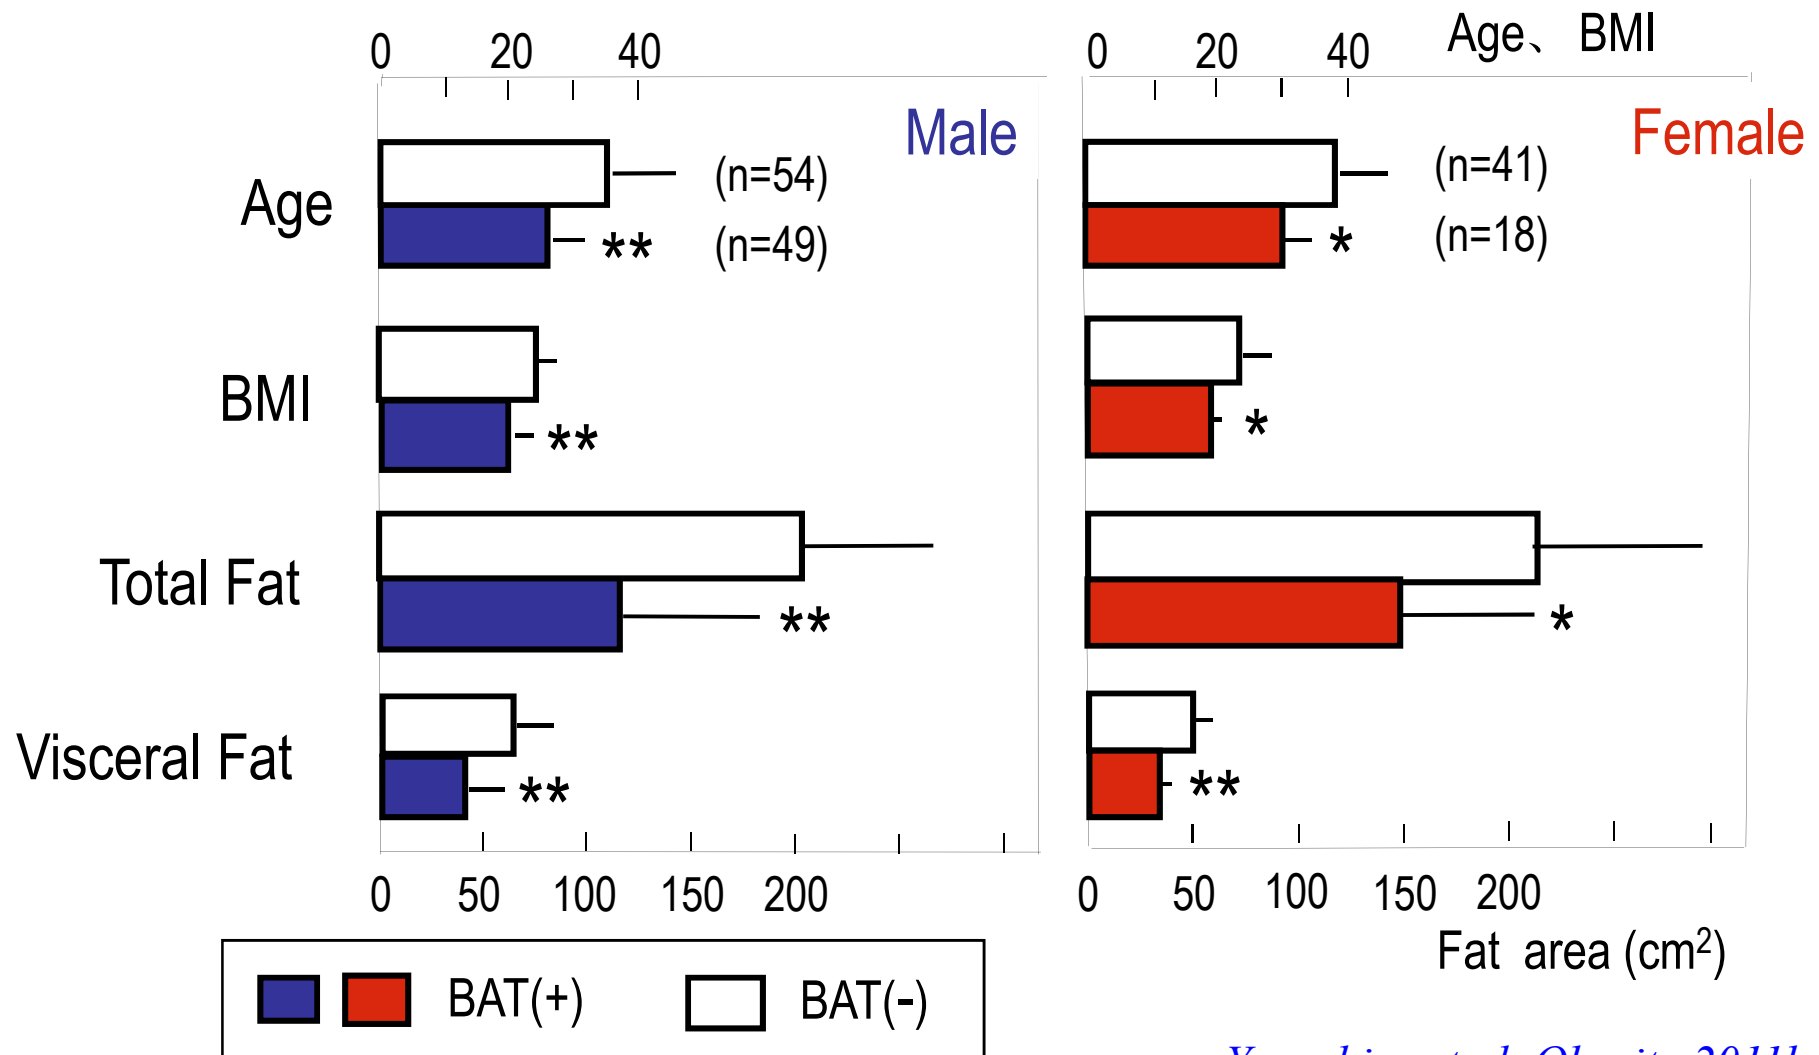 0 20 40
0 20 40 Age、 BMI
Male
Female
Age
(n=54)
** (n=49)
(n=41)
* (n=18)
BMI
**
*
Total Fat
**
*
Visceral Fat
**
**
0 50 100 150 200
0 50 100 150 200
Fat area (cm²)
BAT(+) BAT(-)